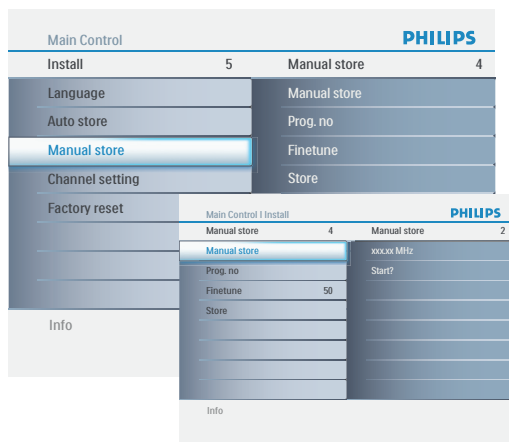 Main Control
PHILIPS
Install 5 Manual store 4
Language Manual store
Auto store Prog. no
Manual store Finetune
Channel setting Store
Factory reset
Info
Main Control I Install
PHILIPS
Manual store 4 Manual store 2
Manual store xxx.xx MHz
Prog. no Start?
Finetune 50
Store
Info